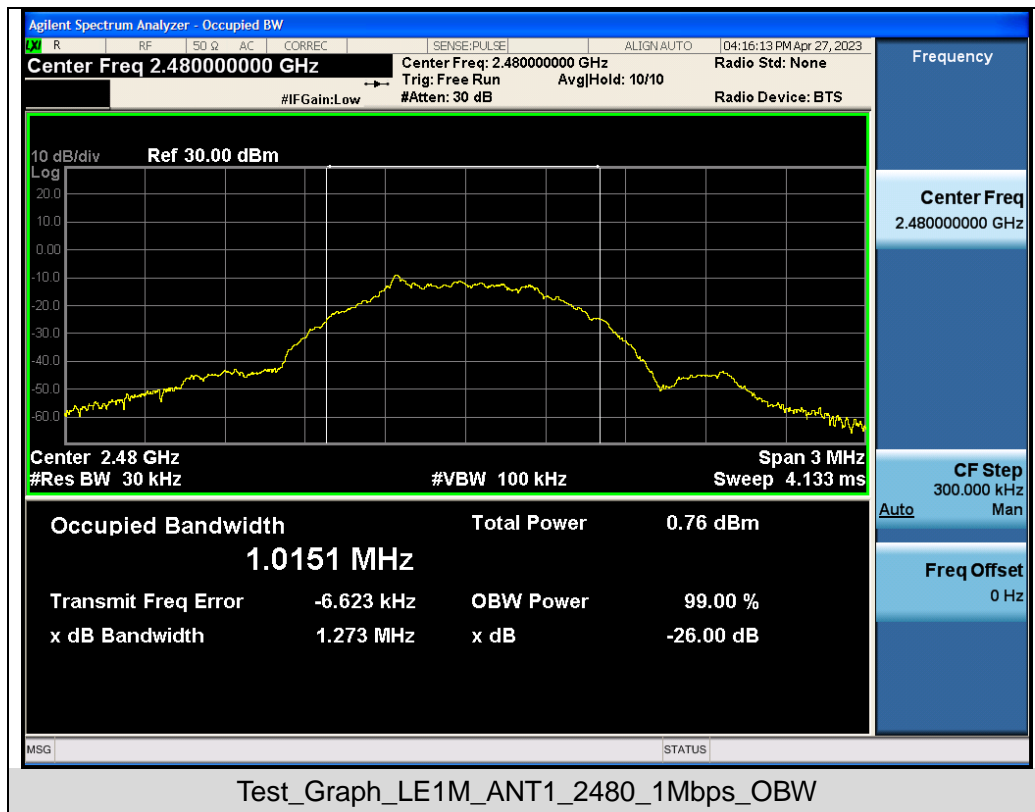 Agilent Spectrum Analyzer - Occupied BW
LXI R RF 50 Ω AC CORREC SENSE:PULSE ALIGN AUTO 04:16:13 PM Apr 27, 2023
Center Freq 2.480000000 GHz
Center Freq: 2.480000000 GHz
Radio Std: None
Trig: Free Run
Avg|Hold: 10/10
#IFGain:Low
#Atten: 30 dB
Radio Device: BTS
Frequency
10 dB/div Ref 30.00 dBm
Log
20.0
10.0
0.00
-10.0
-20.0
-30.0
-40.0
-50.0
-60.0
Center 2.48 GHz
Span 3 MHz
#Res BW 30 kHz
#VBW 100 kHz
Sweep 4.133 ms
Center Freq
2.480000000 GHz
CF Step
300.000 kHz
Auto Man
Freq Offset
0 Hz
Occupied Bandwidth
Total Power 0.76 dBm
1.0151 MHz
Transmit Freq Error -6.623 kHz
OBW Power 99.00 %
x dB Bandwidth 1.273 MHz
x dB -26.00 dB
MSG STATUS
Test_Graph_LE1M_ANT1_2480_1Mbps_OBW